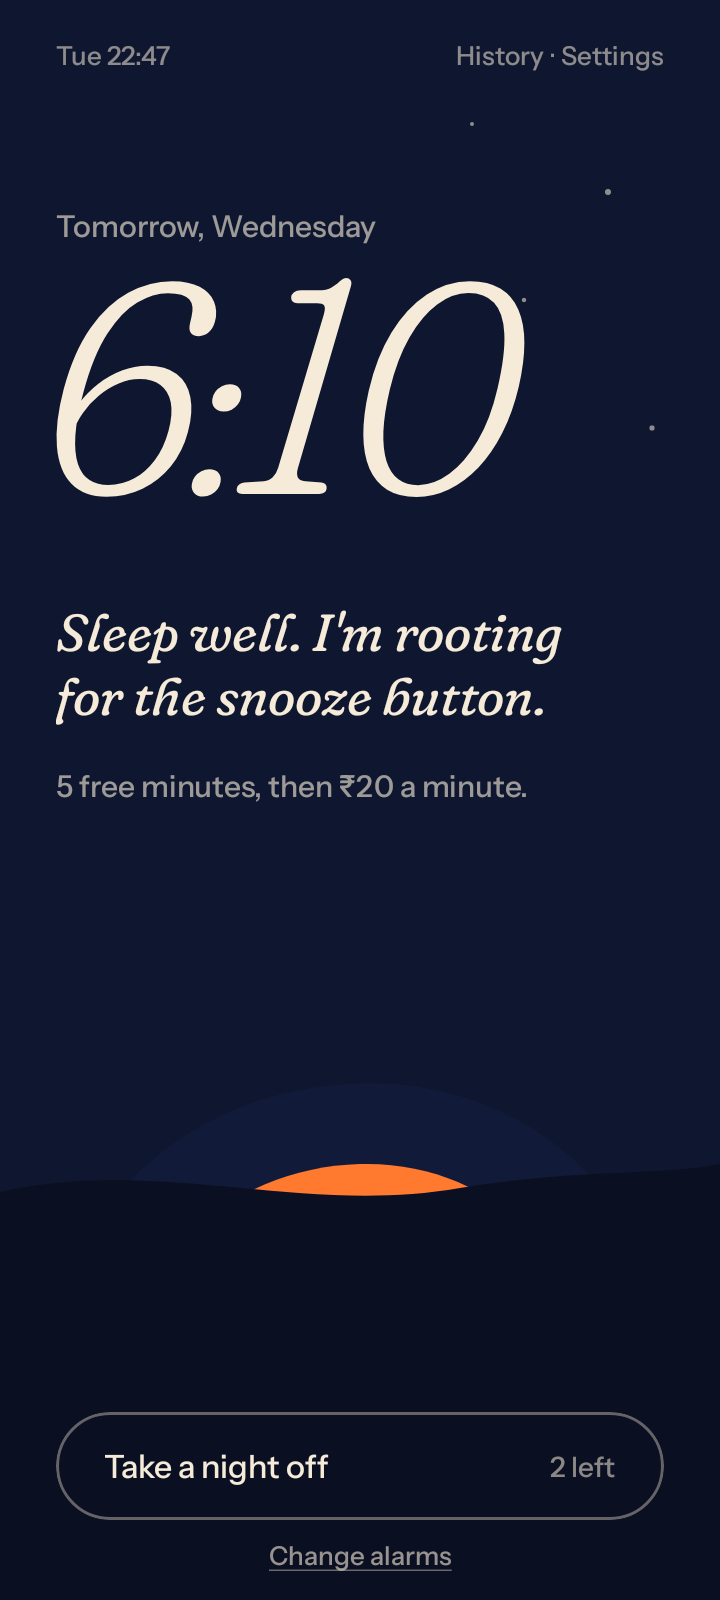 Tue 22:47
History · Settings
Tomorrow, Wednesday
6:10
Sleep well. I'm rooting
for the snooze button.
5 free minutes, then ₹20 a minute.
Take a night off
2 left
Change alarms